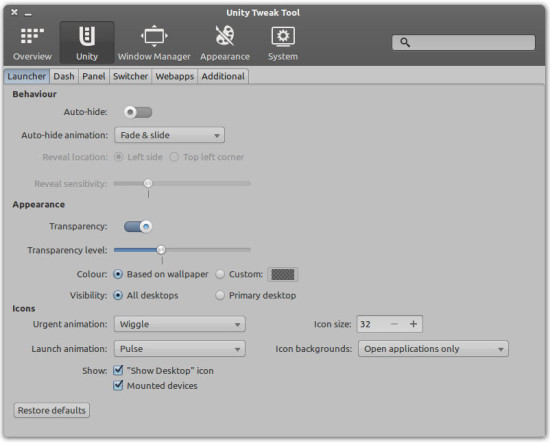 Unity Tweak Tool
Overview Unity Window Manager Appearance System
Launcher Dash Panel Switcher Webapps Additional
Behaviour
Auto-hide:
Auto-hide animation: Fade & slide
Reveal location: Left side Top left corner
Reveal sensitivity:
Appearance
Transparency:
Transparency level:
Colour: Based on wallpaper Custom:
Visibility: All desktops Primary desktop
Icons
Urgent animation: Wiggle Icon size: 32 − +
Launch animation: Pulse Icon backgrounds: Open applications only
Show: "Show Desktop" icon
Mounted devices
Restore defaults